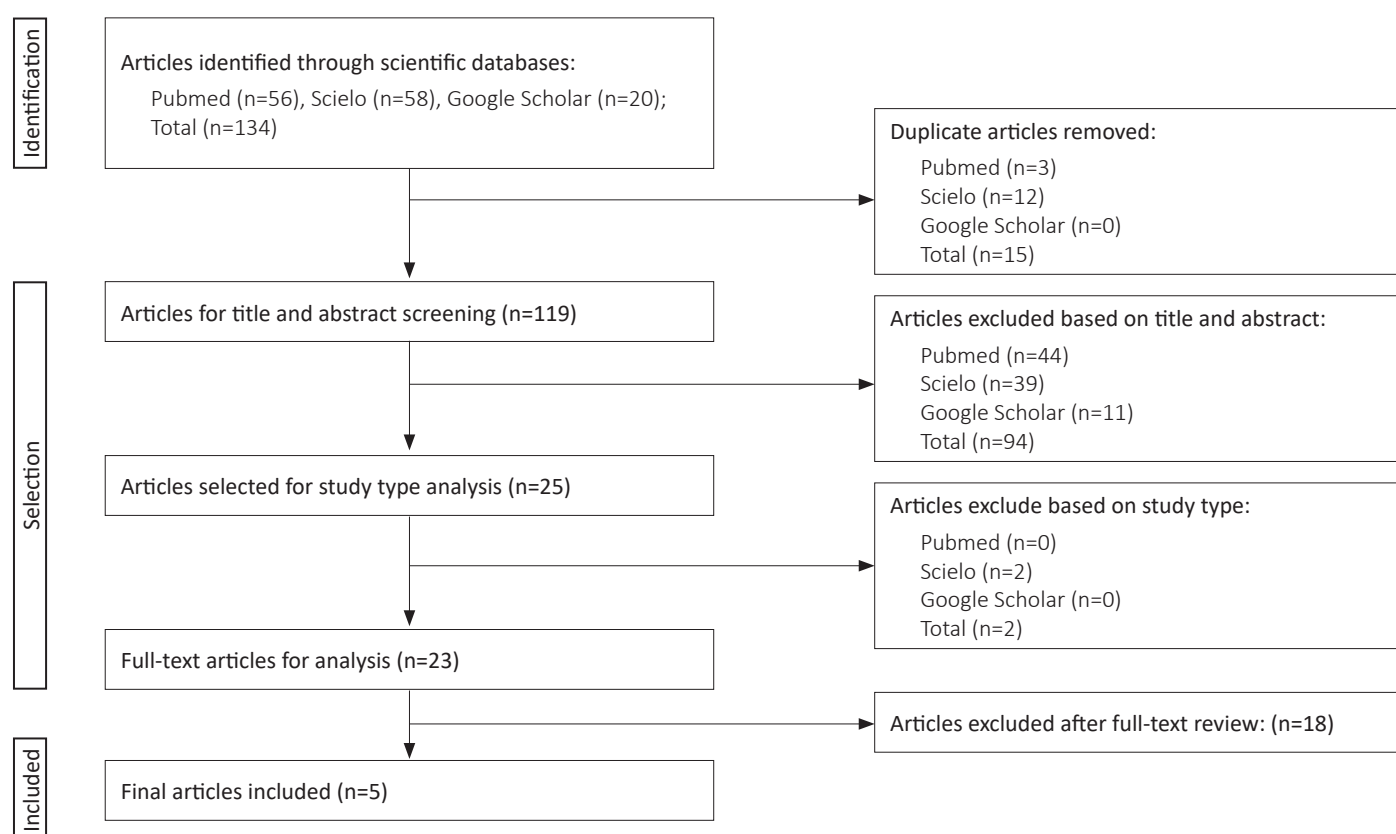 Identification
Articles identified through scientific databases:
Pubmed (n=56), Scielo (n=58), Google Scholar (n=20);
Total (n=134)
Duplicate articles removed:
Pubmed (n=3)
Scielo (n=12)
Google Scholar (n=0)
Total (n=15)
Selection
Articles for title and abstract screening (n=119)
Articles excluded based on title and abstract:
Pubmed (n=44)
Scielo (n=39)
Google Scholar (n=11)
Total (n=94)
Articles selected for study type analysis (n=25)
Articles exclude based on study type:
Pubmed (n=0)
Scielo (n=2)
Google Scholar (n=0)
Total (n=2)
Full-text articles for analysis (n=23)
Articles excluded after full-text review: (n=18)
Included
Final articles included (n=5)